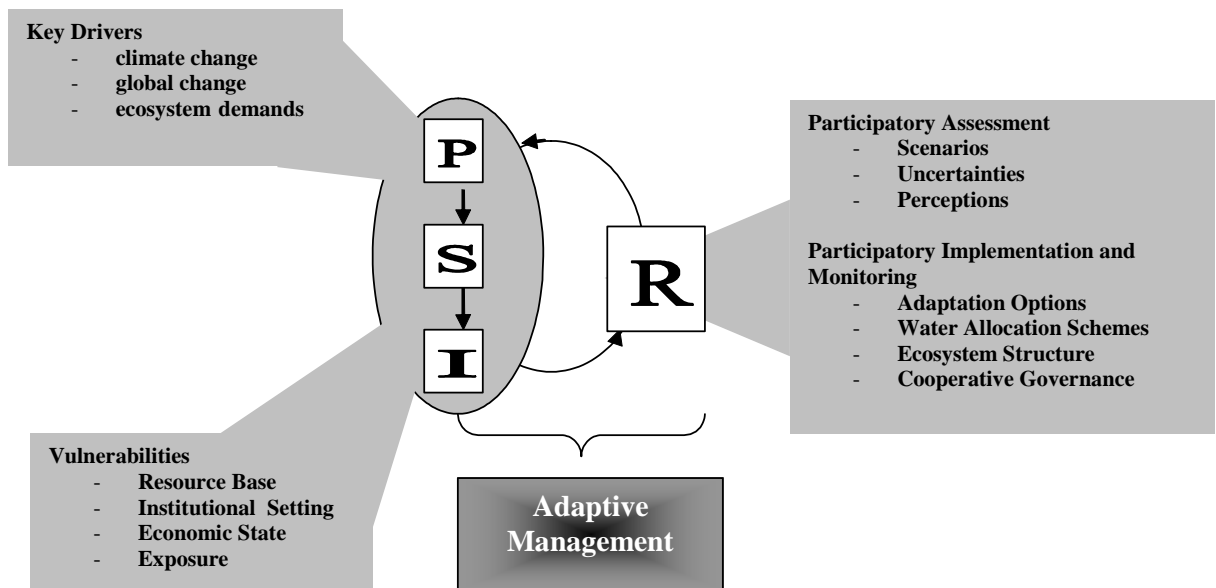 Key Drivers
- climate change
- global change
- ecosystem demands
P
S
I
R
Participatory Assessment
- Scenarios
- Uncertainties
- Perceptions
Participatory Implementation and
Monitoring
- Adaptation Options
- Water Allocation Schemes
- Ecosystem Structure
- Cooperative Governance
Vulnerabilities
- Resource Base
- Institutional Setting
- Economic State
- Exposure
Adaptive
Management